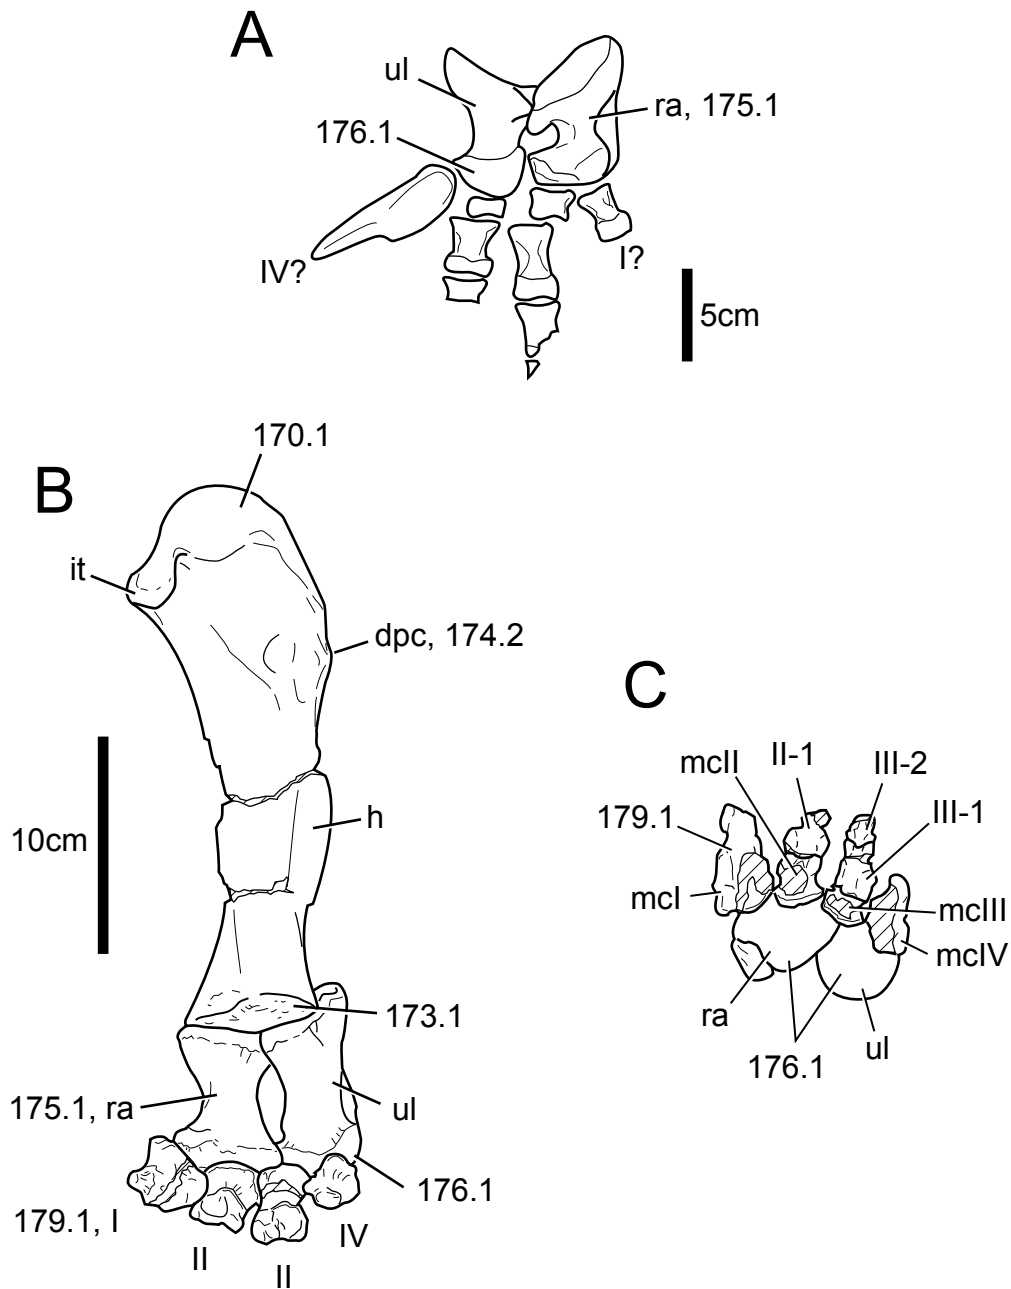 A
ul
ra, 175.1
176.1
IV?
I?
5cm
170.1
B
it
dpc, 174.2
C
mcII
II-1
III-2
10cm
h
179.1
III-1
mcI
mcIII
mcIV
173.1
ra
ul
176.1
175.1, ra
ul
176.1
179.1, I
II
II
IV